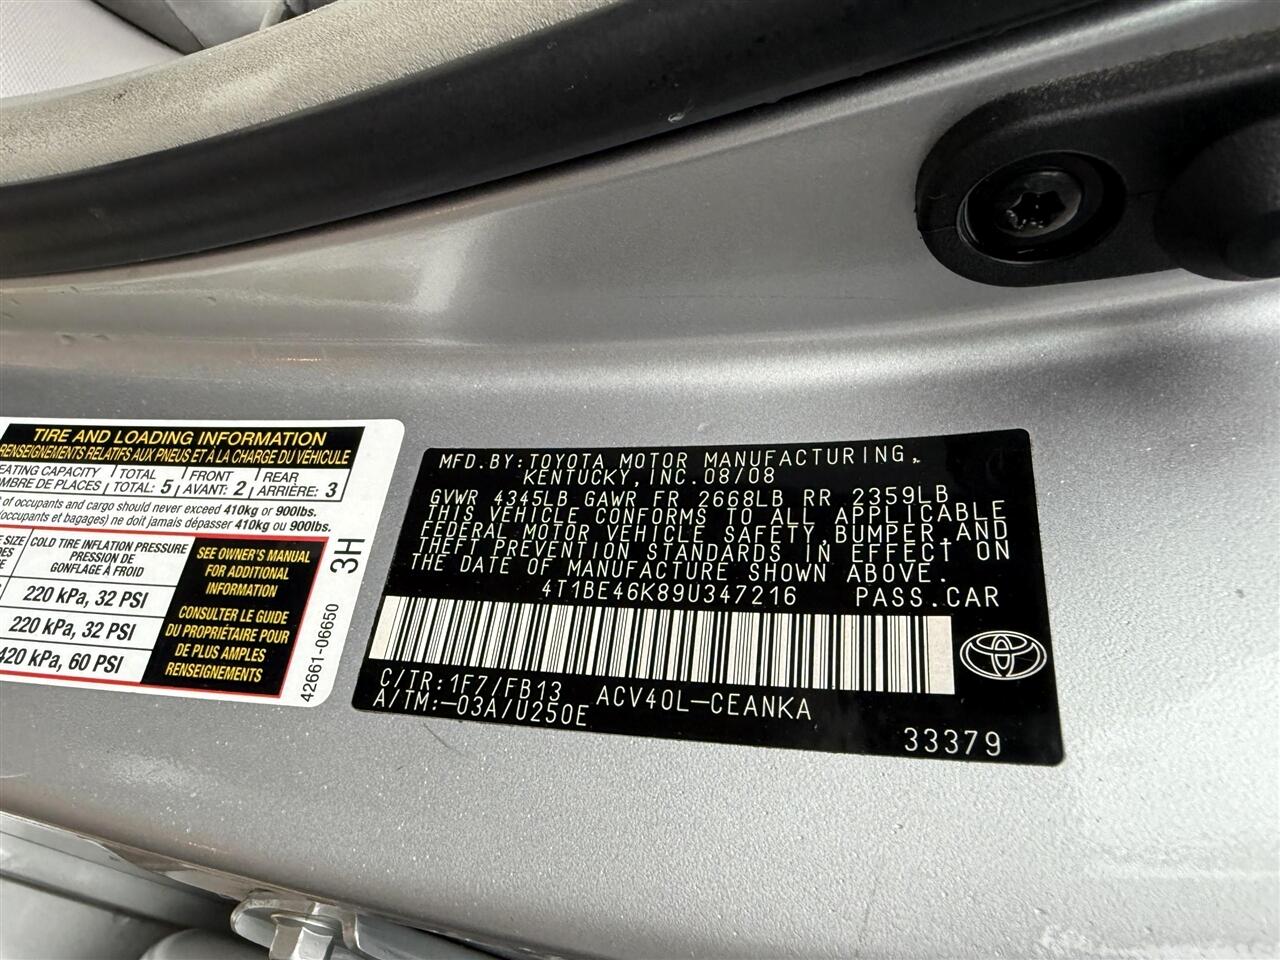 TIRE AND LOADING INFORMATION
RENSEIGNEMENTS RELATIFS AUX PNEUS ET À LA CHARGE DU VÉHICULE
EATING CAPACITY TOTAL FRONT REAR
MBRE DE PLACES TOTAL: 5 AVANT: 2 ARRIÈRE: 3
of occupants and cargo should never exceed 410kg or 900lbs.
occupants et bagages) ne doit jamais dépasser 410kg ou 900lbs.
SIZE COLD TIRE INFLATION PRESSURE
PRESSION DE
GONFLAGE À FROID
220 kPa, 32 PSI
220 kPa, 32 PSI
420 kPa, 60 PSI
SEE OWNER'S MANUAL
FOR ADDITIONAL
INFORMATION
CONSULTER LE GUIDE
DU PROPRIÉTAIRE POUR
DE PLUS AMPLES
RENSEIGNEMENTS
3H
42661-06650
MFD.BY:TOYOTA MOTOR MANUFACTURING,
KENTUCKY,INC.08/08
GVWR 4345LB GAWR FR 2668LB RR 2359LB
THIS VEHICLE CONFORMS TO ALL APPLICABLE
FEDERAL MOTOR VEHICLE SAFETY,BUMPER,AND
THEFT PREVENTION STANDARDS IN EFFECT ON
THE DATE OF MANUFACTURE SHOWN ABOVE.
4T1BE46K89U347216 PASS.CAR
C/TR:1F7/FB13 ACV40L-CEANKA
A/TM:-03A/U250E
33379